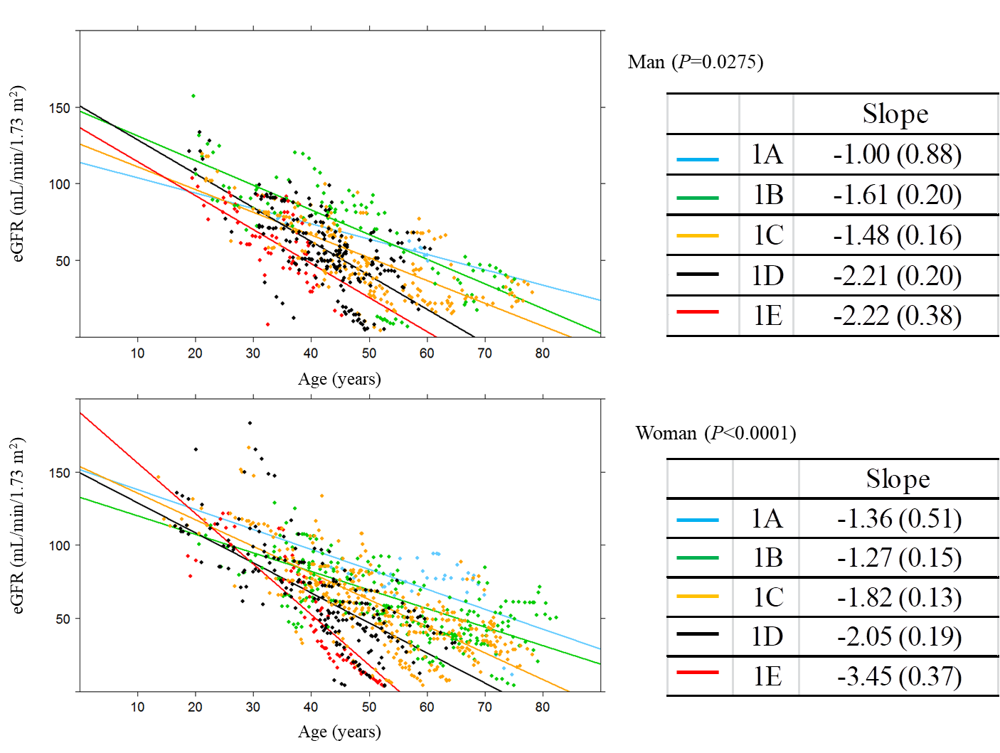 eGFR (mL/min/1.73 m²)
150
100
50
10 20 30 40 50 60 70 80
Age (years)
Man (P=0.0275)
Slope
1A -1.00 (0.88)
1B -1.61 (0.20)
1C -1.48 (0.16)
1D -2.21 (0.20)
1E -2.22 (0.38)
eGFR (mL/min/1.73 m²)
150
100
50
10 20 30 40 50 60 70 80
Age (years)
Woman (P<0.0001)
Slope
1A -1.36 (0.51)
1B -1.27 (0.15)
1C -1.82 (0.13)
1D -2.05 (0.19)
1E -3.45 (0.37)